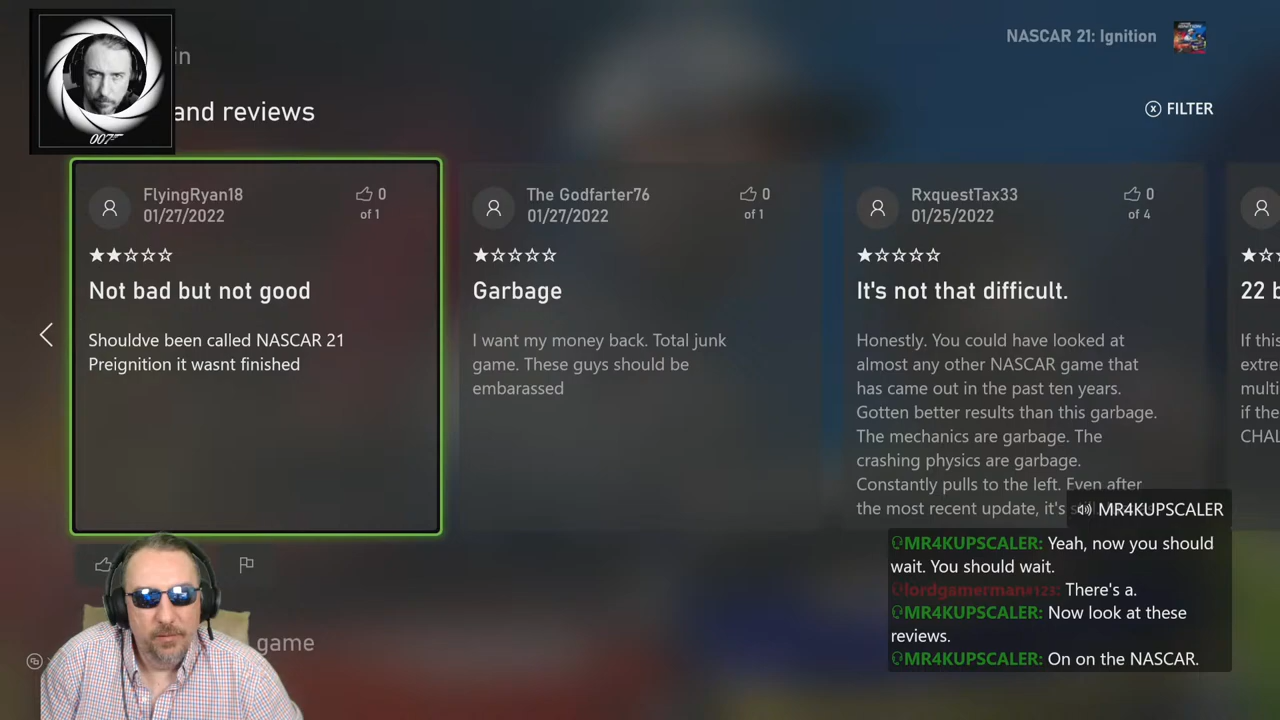 in
NASCAR 21: Ignition
and reviews
FILTER
007
FlyingRyan18
0
01/27/2022
of 1
Not bad but not good
Shouldve been called NASCAR 21
Preignition it wasnt finished
The Godfarter76
0
01/27/2022
of 1
Garbage
I want my money back. Total junk
game. These guys should be
embarassed
RxquestTax33
0
01/25/2022
of 4
It's not that difficult.
Honestly. You could have looked at
almost any other NASCAR game that
has came out in the past ten years.
Gotten better results than this garbage.
The mechanics are garbage. The
crashing physics are garbage.
Constantly pulls to the left. Even after
the most recent update, it's
22 b
If this
extre
multi
if the
CHAL
MR4KUPSCALER
MR4KUPSCALER: Yeah, now you should
wait. You should wait.
lordgamerman8123: There's a.
MR4KUPSCALER: Now look at these
reviews.
MR4KUPSCALER: On on the NASCAR.
game